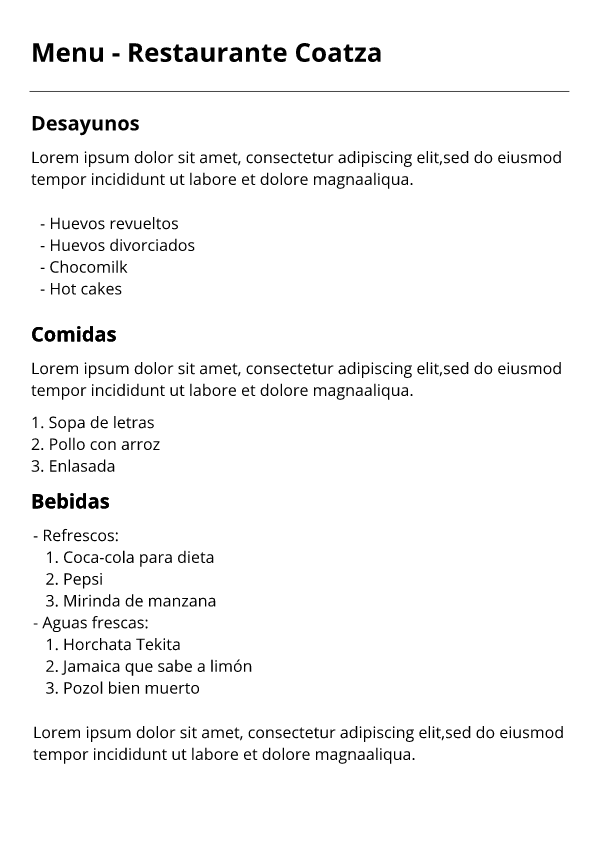 Menu - Restaurante Coatza
Desayunos
Lorem ipsum dolor sit amet, consectetur adipiscing elit,sed do eiusmod
tempor incididunt ut labore et dolore magnaaliqua.
- Huevos revueltos
- Huevos divorciados
- Chocomilk
- Hot cakes
Comidas
Lorem ipsum dolor sit amet, consectetur adipiscing elit,sed do eiusmod
tempor incididunt ut labore et dolore magnaaliqua.
1. Sopa de letras
2. Pollo con arroz
3. Enlasada
Bebidas
- Refrescos:
1. Coca-cola para dieta
2. Pepsi
3. Mirinda de manzana
- Aguas frescas:
1. Horchata Tekita
2. Jamaica que sabe a limón
3. Pozol bien muerto
Lorem ipsum dolor sit amet, consectetur adipiscing elit,sed do eiusmod
tempor incididunt ut labore et dolore magnaaliqua.